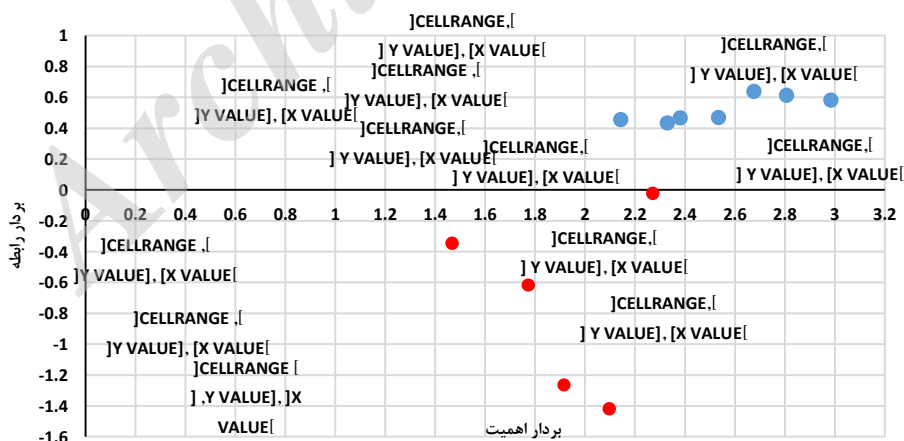 ]CELLRANGE,[
] Y VALUE], [X VALUE[
]CELLRANGE ,[
]Y VALUE], [X VALUE[
]CELLRANGE ,[
]Y VALUE], [X VALUE[
]CELLRANGE ,[
] Y VALUE], [X VALUE[
]CELLRANGE,[
] Y VALUE], [X VALUE[
]CELLRANGE,[
] Y VALUE], [X VALUE[
]CELLRANGE,[
] Y VALUE], [X VALUE[
1
0.8
0.6
0.4
0.2
0
-0.2
-0.4
-0.6
-0.8
-1
-1.2
-1.4
-1.6
0 0.2 0.4 0.6 0.8 1 1.2 1.4 1.6 1.8 2 2.2 2.4 2.6 2.8 3 3.2
بردار رابطه
]CELLRANGE ,[
]Y VALUE], [X VALUE[
]CELLRANGE,[
] Y VALUE], [X VALUE[
]CELLRANGE,[
] Y VALUE], [X VALUE[
]CELLRANGE ,[
]Y VALUE], [X VALUE[
]CELLRANGE [
] ,Y VALUE], ]X
VALUE[
بردار اهمیت
Archi